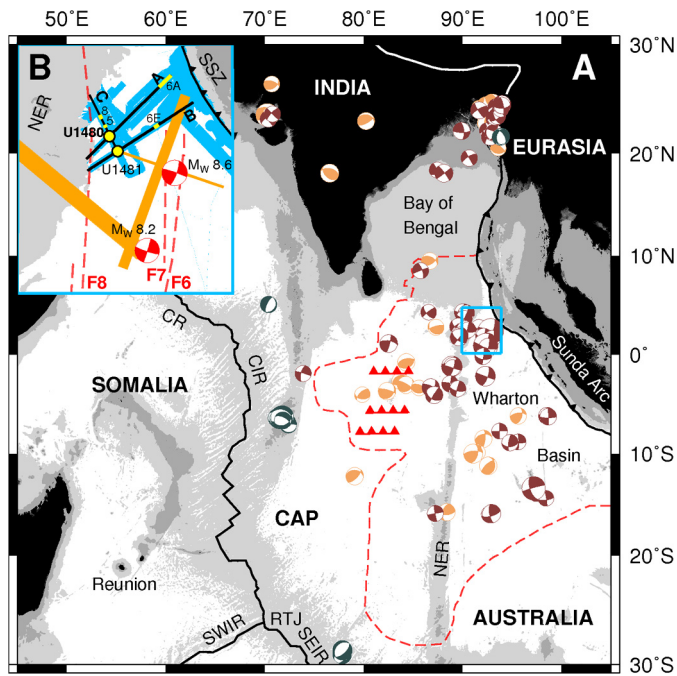 50°E 60°E 70°E 80°E 90°E 100°E
30°N
20°N
10°N
0°
10°S
20°S
30°S
A
INDIA
EURASIA
Bay of
Bengal
Sunda Arc
CR
CIR
SOMALIA
Wharton
Basin
CAP
NER
Reunion
SWIR
RTJ
SEIR
AUSTRALIA
B
SSZ
NER
C
A
6A
8
5
6E
B
U1480
U1481
MW 8.6
MW 8.2
F8
F7
F6